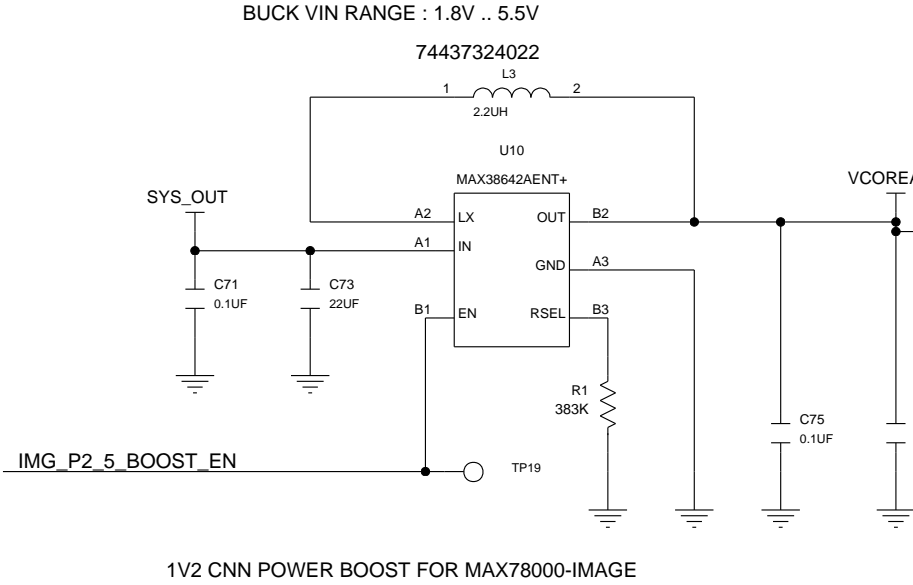 BUCK VIN RANGE : 1.8V .. 5.5V
74437324022
L3
1
2
2.2UH
U10
MAX38642AENT+
SYS_OUT
VCOREA
A2
LX
OUT
B2
A1
IN
GND
A3
C71
0.1UF
C73
22UF
B1
EN
RSEL
B3
R1
383K
C75
0.1UF
IMG_P2_5_BOOST_EN
TP19
1V2 CNN POWER BOOST FOR MAX78000-IMAGE